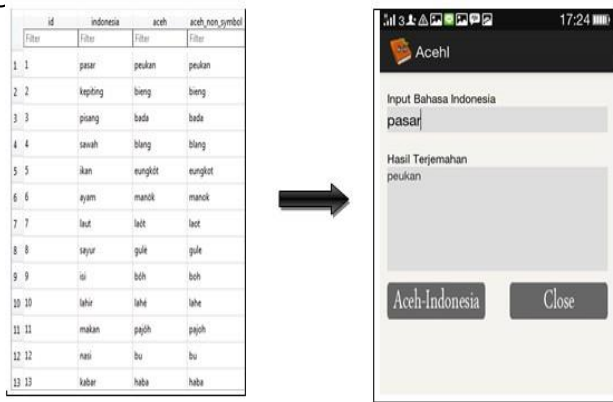 id indonesia aceh aceh_non_symbol
Filter Filter Filter Filter
1 1 pasar peukan peukan
2 2 kepiting bieng bieng
3 3 pisang bada bada
4 4 sawah blang blang
5 5 ikan eungkôt eungkot
6 6 ayam manôk manok
7 7 laut laôt laot
8 8 sayur gulè gule
9 9 isi bôh boh
10 10 lahir lahé lahe
11 11 makan pajôh pajoh
12 12 nasi bu bu
13 13 kabar haba haba
3 17:24
AcehI
Input Bahasa Indonesia
pasar
Hasil Terjemahan
peukan
Aceh-Indonesia Close